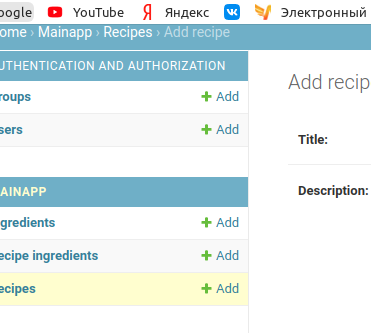 oogle YouTube Яндекс Электронный
ome › Mainapp › Recipes › Add recipe
UTHENTICATION AND AUTHORIZATION
roups + Add
sers + Add
AINAPP
gredients + Add
ecipe ingredients + Add
ecipes + Add
Add recip
Title:
Description: